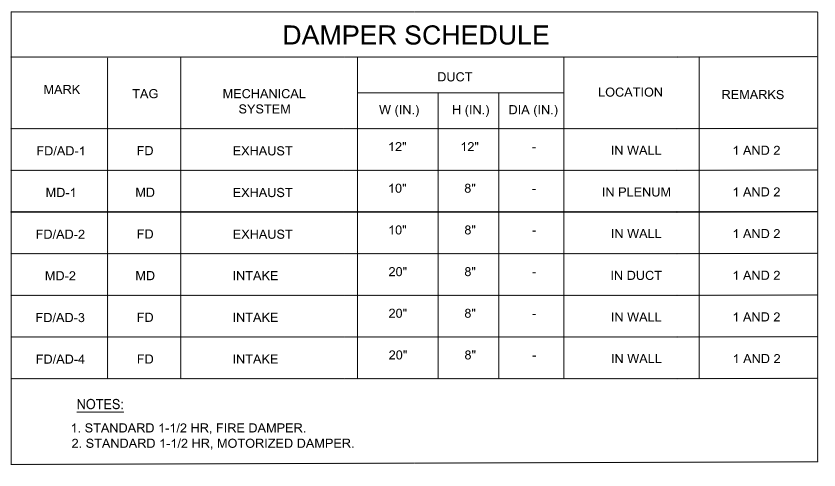 DAMPER SCHEDULE
MARK TAG MECHANICAL SYSTEM DUCT LOCATION REMARKS
W (IN.) H (IN.) DIA (IN.)
FD/AD-1 FD EXHAUST 12" 12" - IN WALL 1 AND 2
MD-1 MD EXHAUST 10" 8" - IN PLENUM 1 AND 2
FD/AD-2 FD EXHAUST 10" 8" - IN WALL 1 AND 2
MD-2 MD INTAKE 20" 8" - IN DUCT 1 AND 2
FD/AD-3 FD INTAKE 20" 8" - IN WALL 1 AND 2
FD/AD-4 FD INTAKE 20" 8" - IN WALL 1 AND 2
NOTES:
1. STANDARD 1-1/2 HR, FIRE DAMPER.
2. STANDARD 1-1/2 HR, MOTORIZED DAMPER.